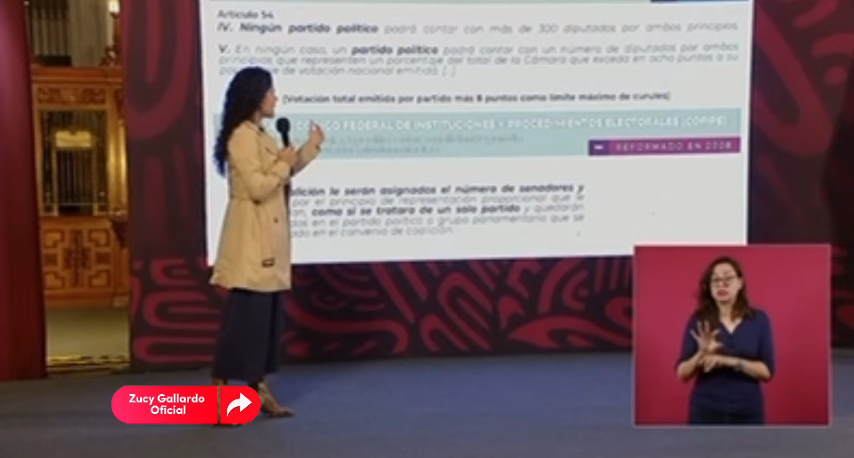 Artículo 54
IV. Ningún partido político podrá contar con más de 300 diputados por ambos principios.
V. En ningún caso, un partido político podrá contar con un número de diputados por ambos
principios que representen un porcentaje del total de la Cámara que exceda en ocho puntos a su
de votación nacional emitida. [...]
(Votación total emitida por partido más 8 puntos como límite máximo de curules)
FEDERAL DE INSTITUCIONES Y PROCEDIMIENTOS ELECTORALES (COFIPE)
REFORMADO EN 2008
le serán asignados el número de senadores y
por el principio de representación proporcional que le
como si se tratara de un solo partido y quedarán
en el partido político o grupo parlamentario que se
en el convenio de coalición
Zucy Gallardo
Oficial